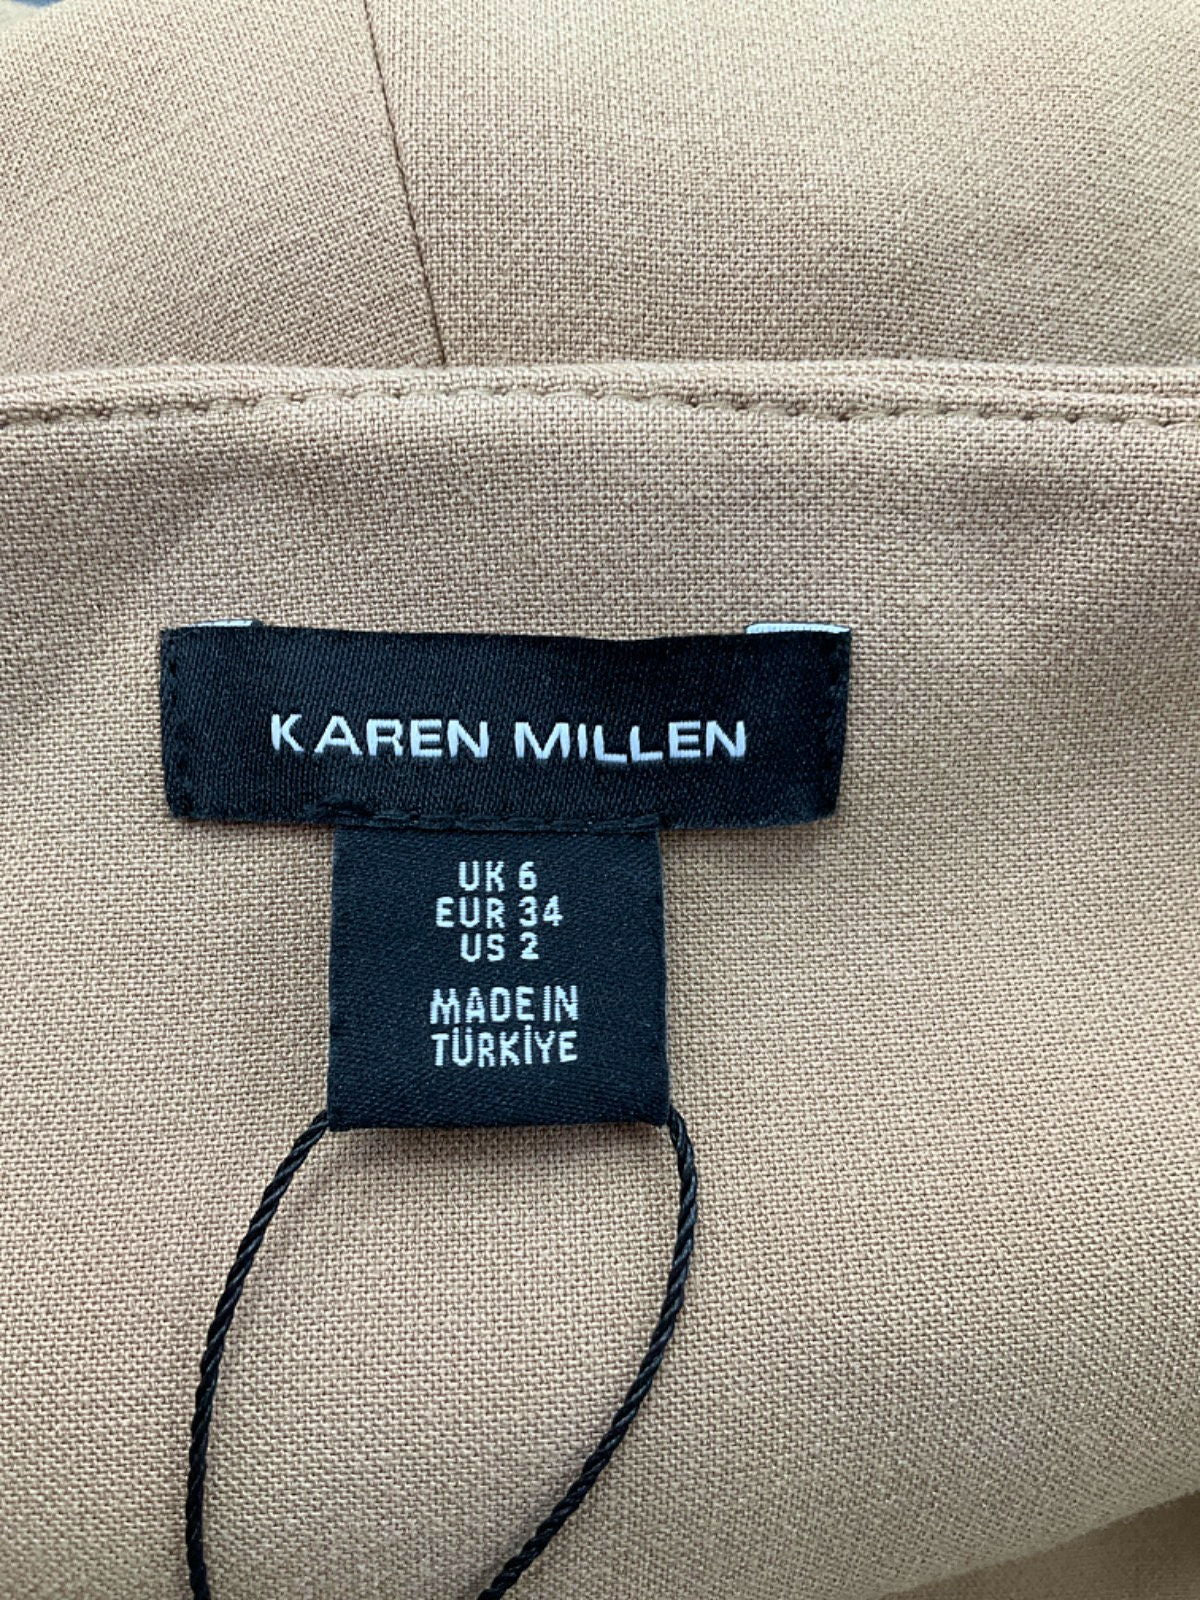 KAREN MILLEN
UK 6
EUR 34
US 2
MADE IN
TÜRKİYE